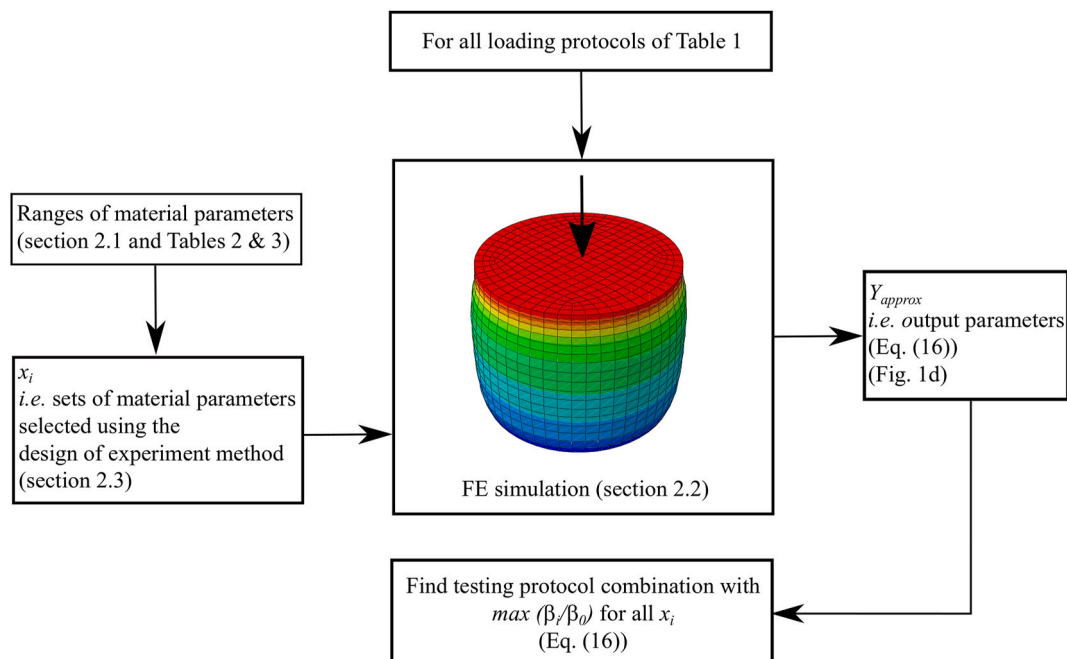 For all loading protocols of Table 1
Ranges of material parameters
(section 2.1 and Tables 2 & 3)
x_i
i.e. sets of material parameters
selected using the
design of experiment method
(section 2.3)
FE simulation (section 2.2)
Y_approx
i.e. output parameters
(Eq. (16))
(Fig. 1d)
Find testing protocol combination with
max (β_i/β_0) for all x_i
(Eq. (16))